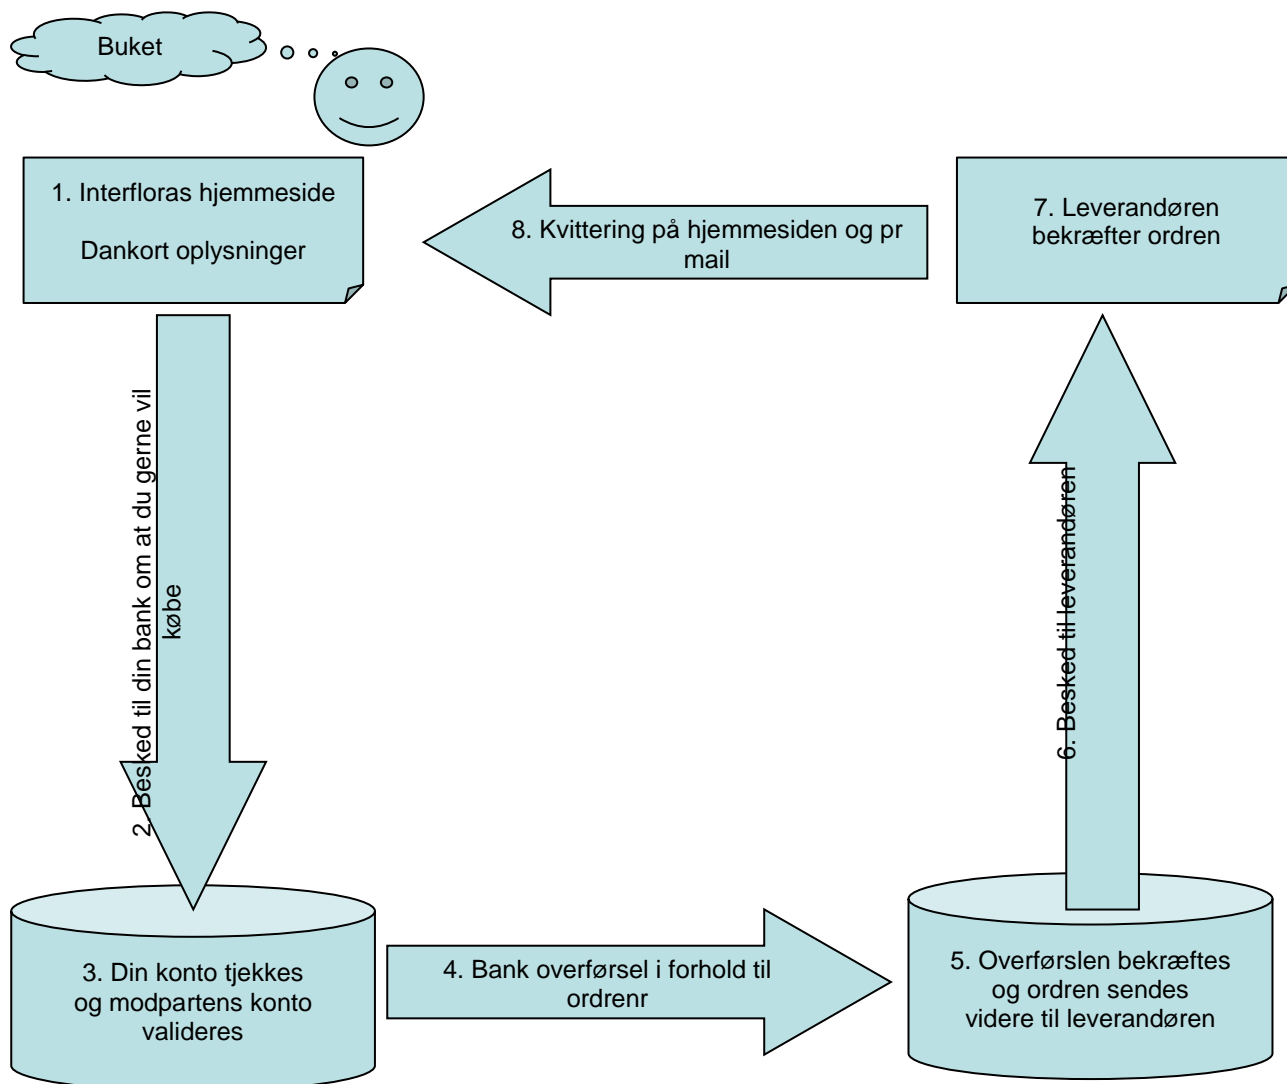 Buket
1. Interfloras hjemmeside
Dankort oplysninger
2. Besked til din bank om at du gerne vil
købe
3. Din konto tjekkes
og modpartens konto
valideres
4. Bank overførsel i forhold til
ordrenr
5. Overførslen bekræftes
og ordren sendes
videre til leverandøren
6. Besked til leverandøren
7. Leverandøren
bekræfter ordren
8. Kvittering på hjemmesiden og pr
mail